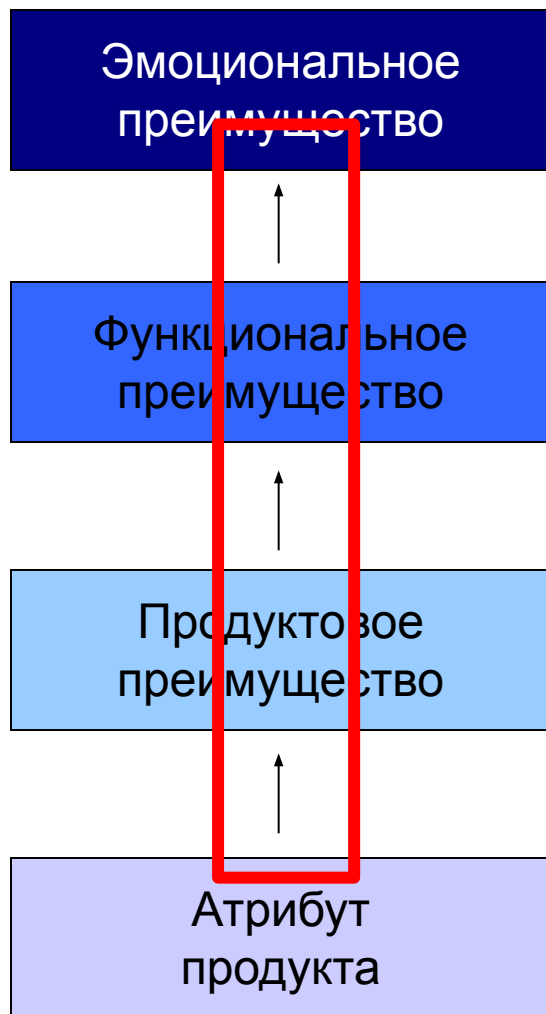 Эмоциональное
преимущество
Функциональное
преимущество
Продуктовое
преимущество
Атрибут
продукта